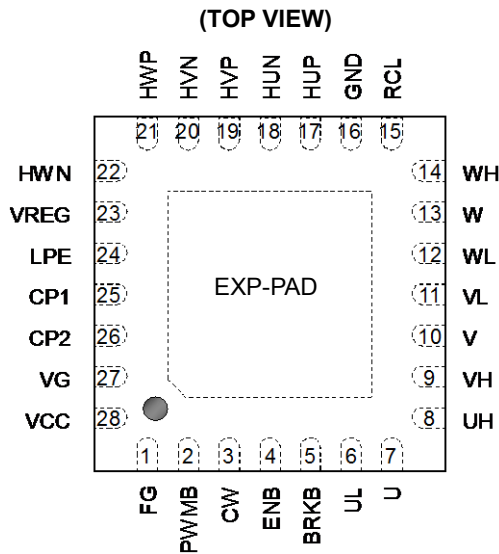 (TOP VIEW)
HWP HVN HVP HUN HUP GND RCL
21 20 19 18 17 16 15
HWN 22 14 WH
VREG 23 13 W
LPE 24 12 WL
CP1 25 EXP-PAD 11 VL
CP2 26 10 V
VG 27 9 VH
VCC 28 8 UH
1 2 3 4 5 6 7
FG PWMB CW ENB BRKB UL U